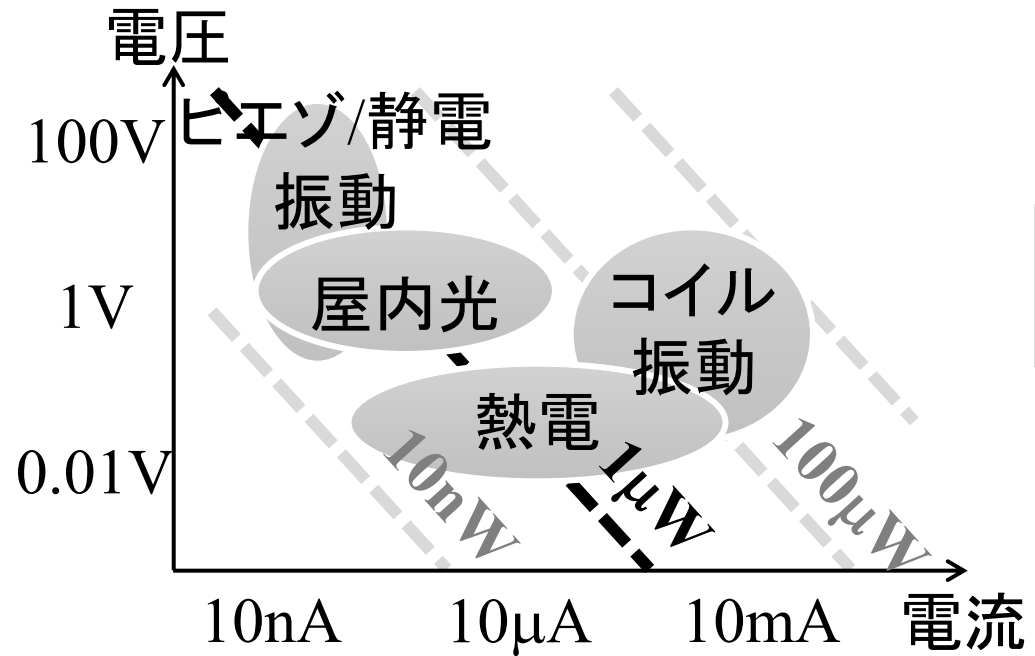 電圧
100V
ピエゾ/静電
振動
屋内光
コイル
振動
1V
熱電
0.01V
10nW
1μW
100μW
10nA
10μA
10mA
電流